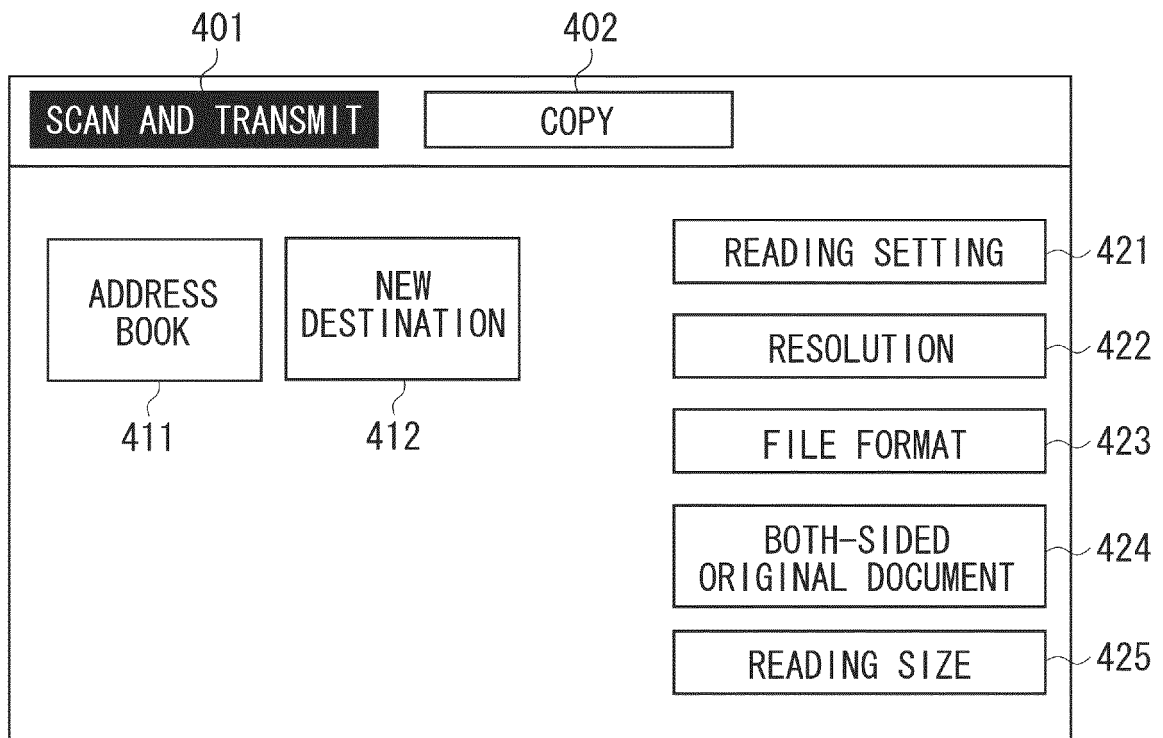 401 402
SCAN AND TRANSMIT COPY
ADDRESS
BOOK
411
NEW
DESTINATION
412
READING SETTING 421
RESOLUTION 422
FILE FORMAT 423
BOTH-SIDED
ORIGINAL DOCUMENT 424
READING SIZE 425